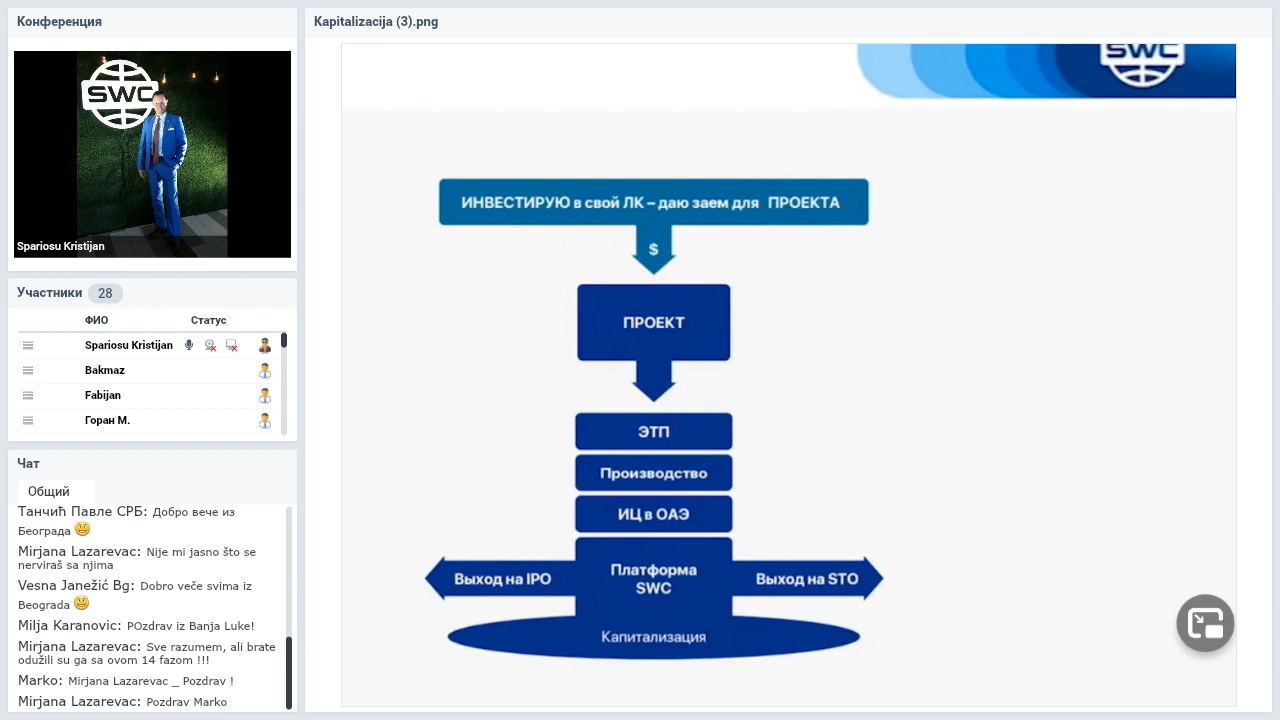 Конференция
SWC
Spariosu Kristijan
Участники 28
ФИО Статус
Spariosu Kristijan
Bakmaz
Fabijan
Горан М.
Чат
Общий
Танчић Павле СРБ: Добро вече из
Београда
Mirjana Lazarevac: Nije mi jasno što se
nerviraš sa njima
Vesna Janežić Bg: Dobro veče svima iz
Beograda
Milja Karanovic: POzdrav iz Banja Luke!
Mirjana Lazarevac: Sve razumem, ali brate
odužili su ga sa ovom 14 fazom !!!
Marko: Mirjana Lazarevac _ Pozdrav !
Mirjana Lazarevac: Pozdrav Marko
Kapitalizacija (3).png
SWC
ИНВЕСТИРУЮ в свой ЛК – даю заем для ПРОЕКТА
$
ПРОЕКТ
ЭТП
Производство
ИЦ в ОАЭ
Выход на IPO
Платформа
SWC
Выход на STO
Капитализация